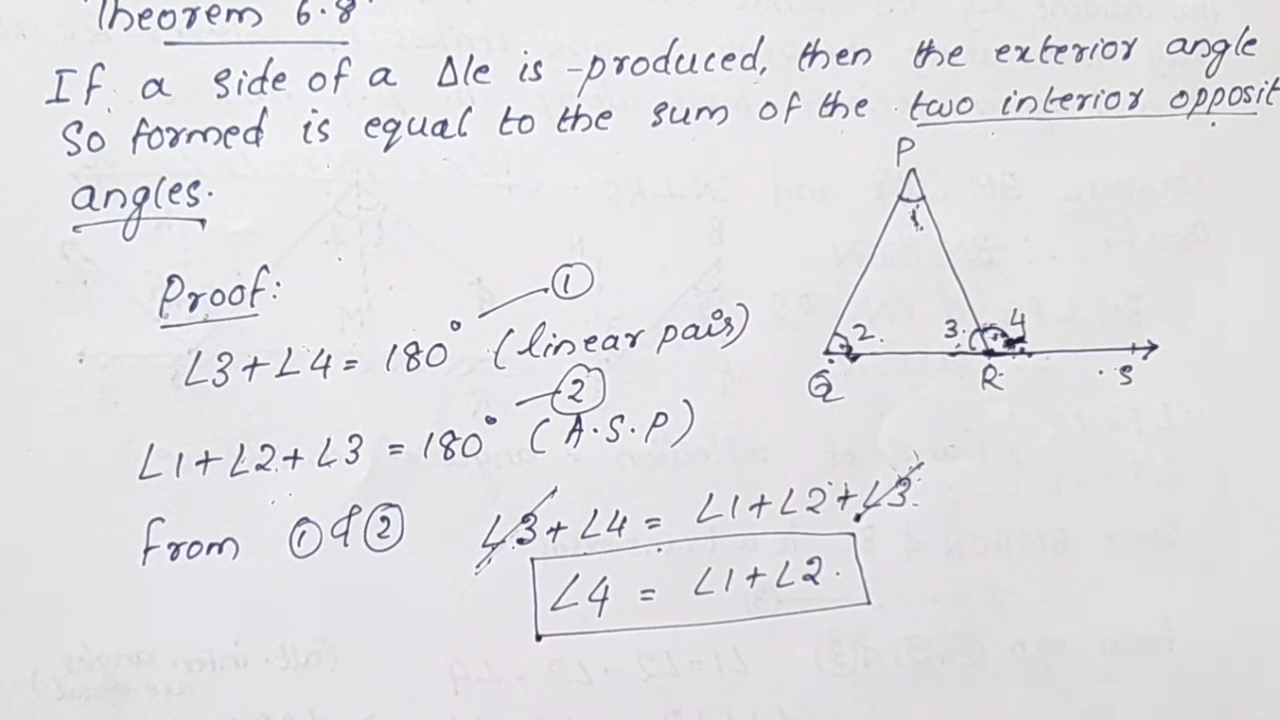 Theorem 6.8
If a side of a Δle is produced, then the exterior angle
So formed is equal to the sum of the two interior opposit
angles.
P
1
Proof:
①
∠3+∠4 = 180° (linear pair)
2 3 4
Q R S
②
∠1+∠2+∠3 = 180° (A.S.P)
from ① & ② ∠3+∠4 = ∠1+∠2+∠3
∠4 = ∠1+∠2.